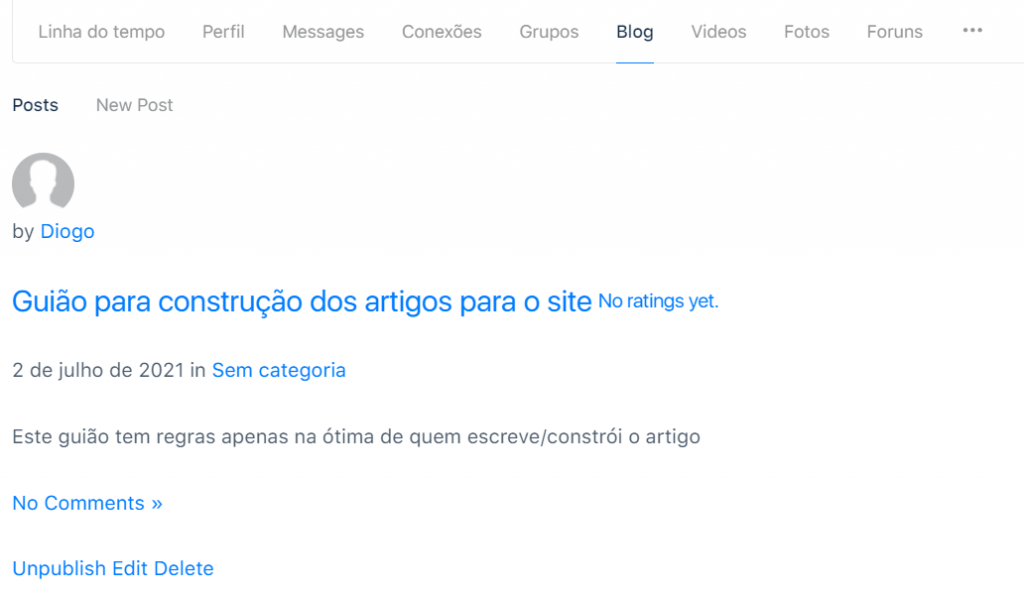 Linha do tempo Perfil Messages Conexões Grupos Blog Videos Fotos Foruns •••
Posts New Post
by Diogo
Guião para construção dos artigos para o site No ratings yet.
2 de julho de 2021 in Sem categoria
Este guião tem regras apenas na ótima de quem escreve/constrói o artigo
No Comments »
Unpublish Edit Delete